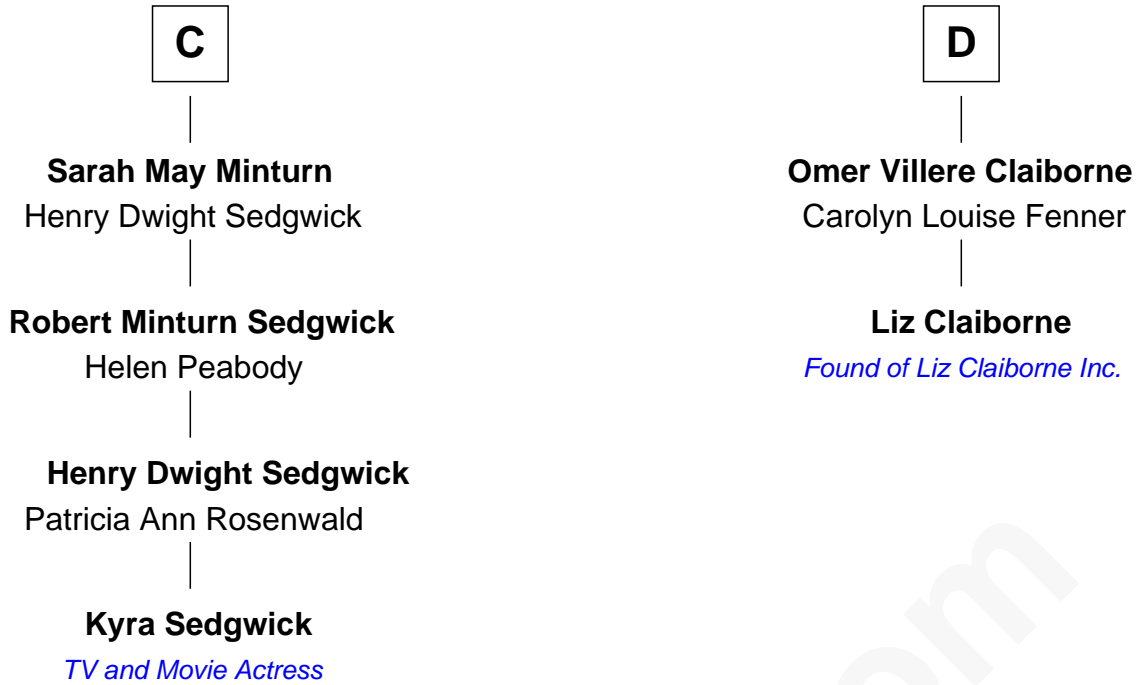 C
Sarah May Minturn
Henry Dwight Sedgwick
Robert Minturn Sedgwick
Helen Peabody
Henry Dwight Sedgwick
Patricia Ann Rosenwald
Kyra Sedgwick
TV and Movie Actress
D
Omer Villere Claiborne
Carolyn Louise Fenner
Liz Claiborne
Found of Liz Claiborne Inc.
om